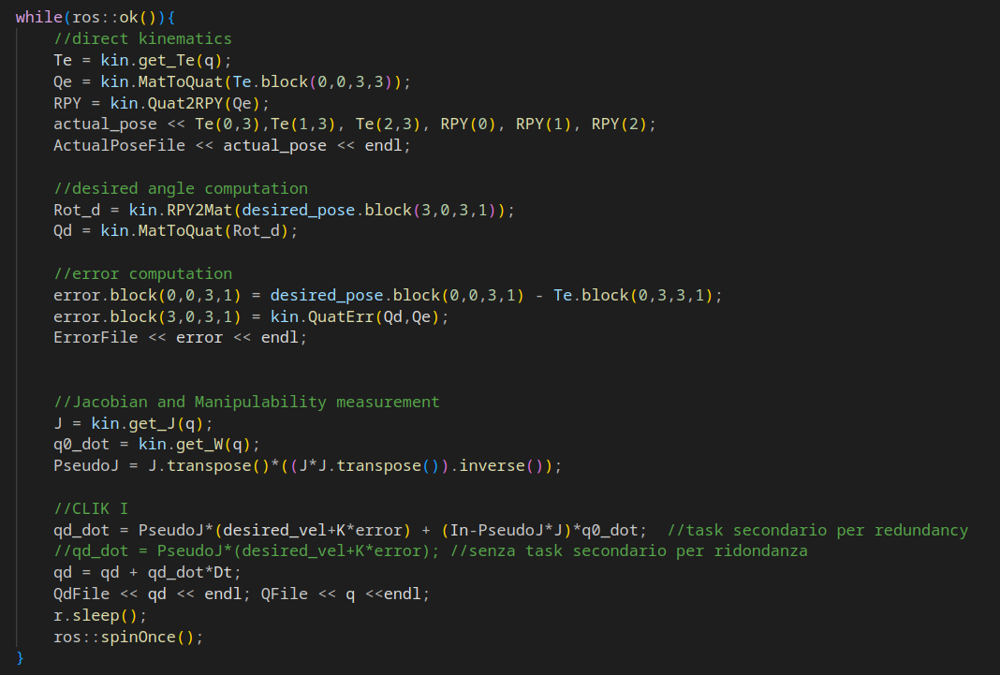 while(ros::ok()){
    //direct kinematics
    Te = kin.get_Te(q);
    Qe = kin.MatToQuat(Te.block(0,0,3,3));
    RPY = kin.Quat2RPY(Qe);
    actual_pose << Te(0,3),Te(1,3), Te(2,3), RPY(0), RPY(1), RPY(2);
    ActualPoseFile << actual_pose << endl;

    //desired angle computation
    Rot_d = kin.RPY2Mat(desired_pose.block(3,0,3,1));
    Qd = kin.MatToQuat(Rot_d);

    //error computation
    error.block(0,0,3,1) = desired_pose.block(0,0,3,1) - Te.block(0,3,3,1);
    error.block(3,0,3,1) = kin.QuatErr(Qd,Qe);
    ErrorFile << error << endl;


    //Jacobian and Manipulability measurement
    J = kin.get_J(q);
    q0_dot = kin.get_W(q);
    PseudoJ = J.transpose()*((J*J.transpose()).inverse());

    //CLIK I
    qd_dot = PseudoJ*(desired_vel+K*error) + (In-PseudoJ*J)*q0_dot;  //task secondario per redundancy
    //qd_dot = PseudoJ*(desired_vel+K*error); //senza task secondario per ridondanza
    qd = qd + qd_dot*Dt;
    QdFile << qd << endl; QFile << q <<endl;
    r.sleep();
    ros::spinOnce();
}